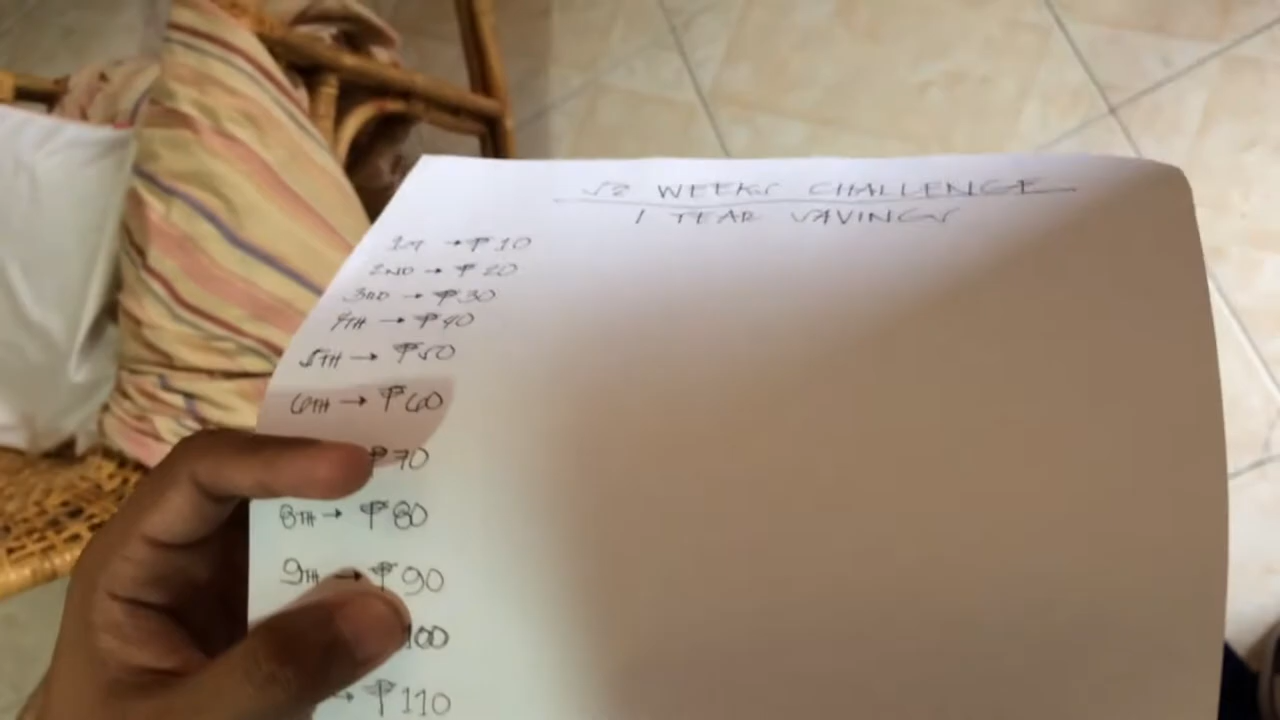 52 WEEKS CHALLENGE
1 YEAR SAVINGS
1ST → ₱10
2ND → ₱20
3RD → ₱30
4TH → ₱40
5TH → ₱50
6TH → ₱60
₱70
8TH → ₱80
9TH → ₱90
100
→ ₱110